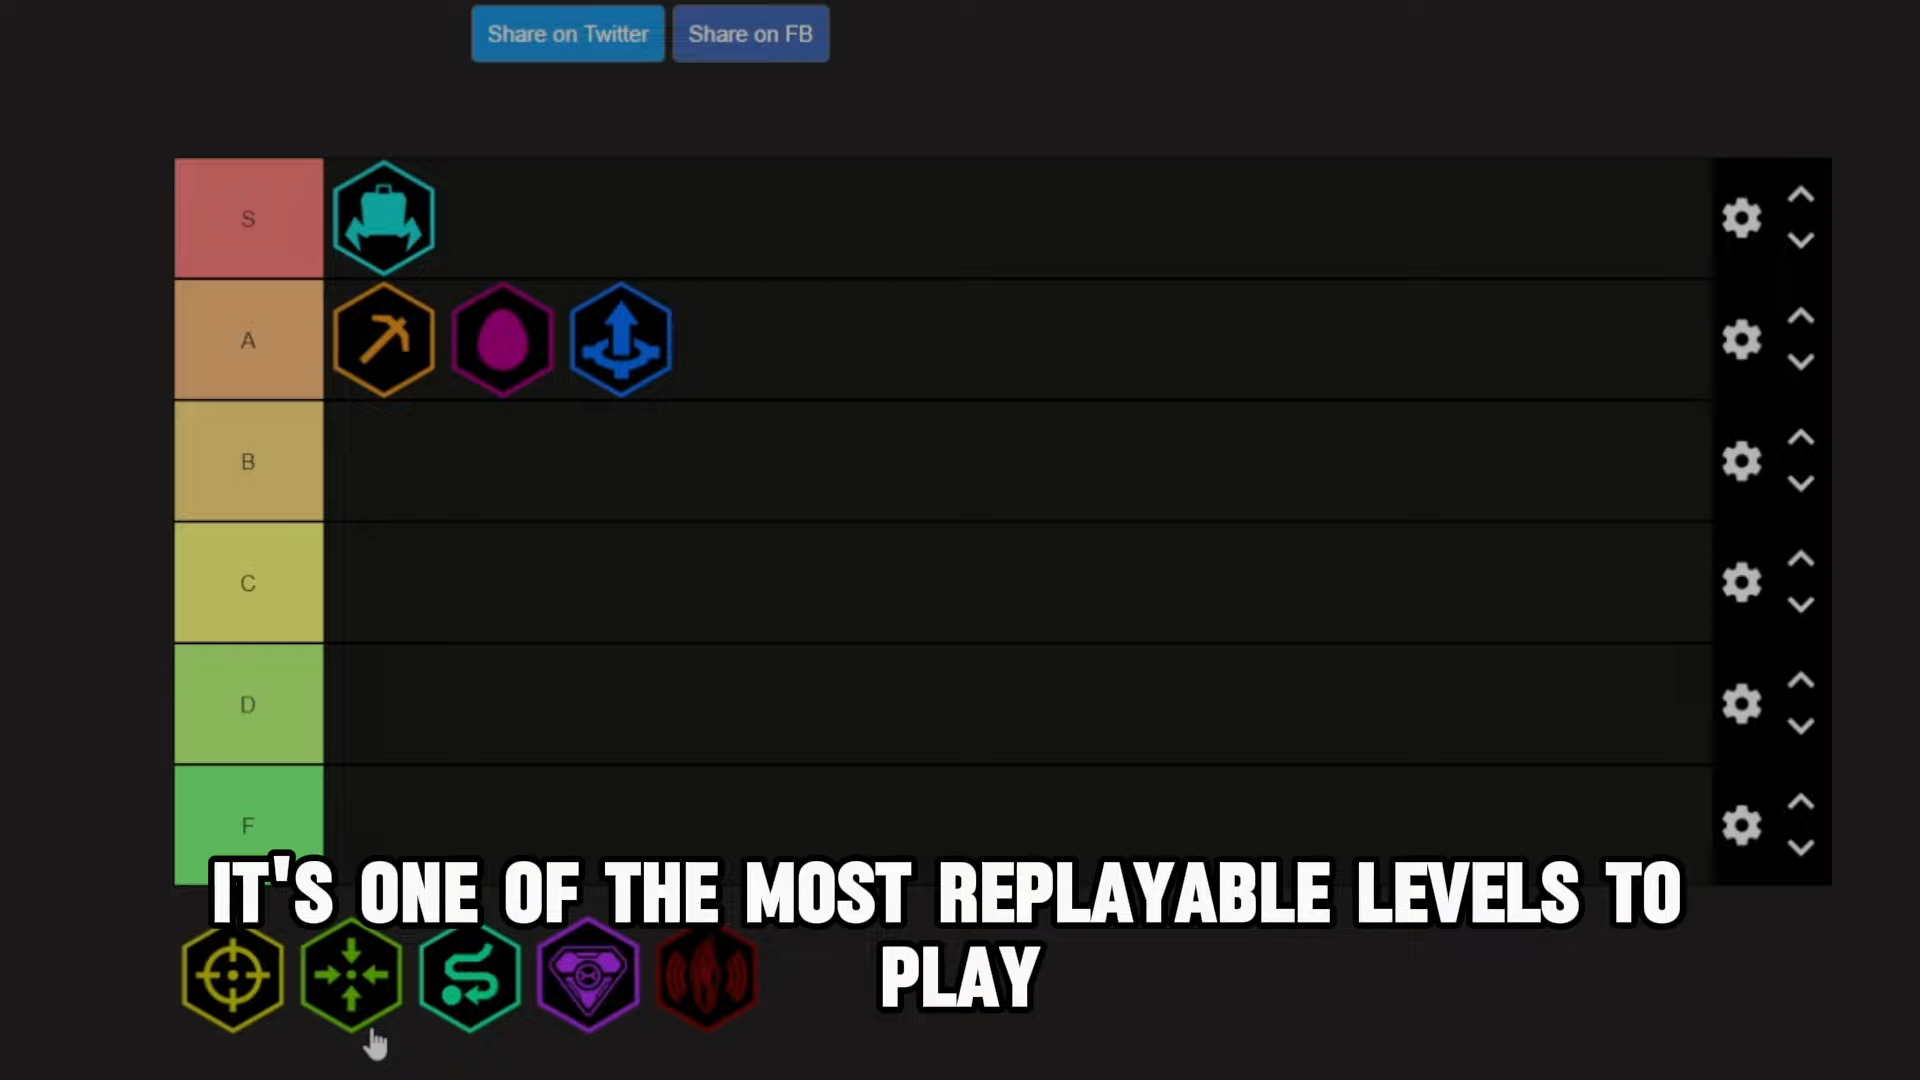 Share on Twitter Share on FB
S
A
B
C
D
F
IT'S ONE OF THE MOST REPLAYABLE LEVELS TO
PLAY